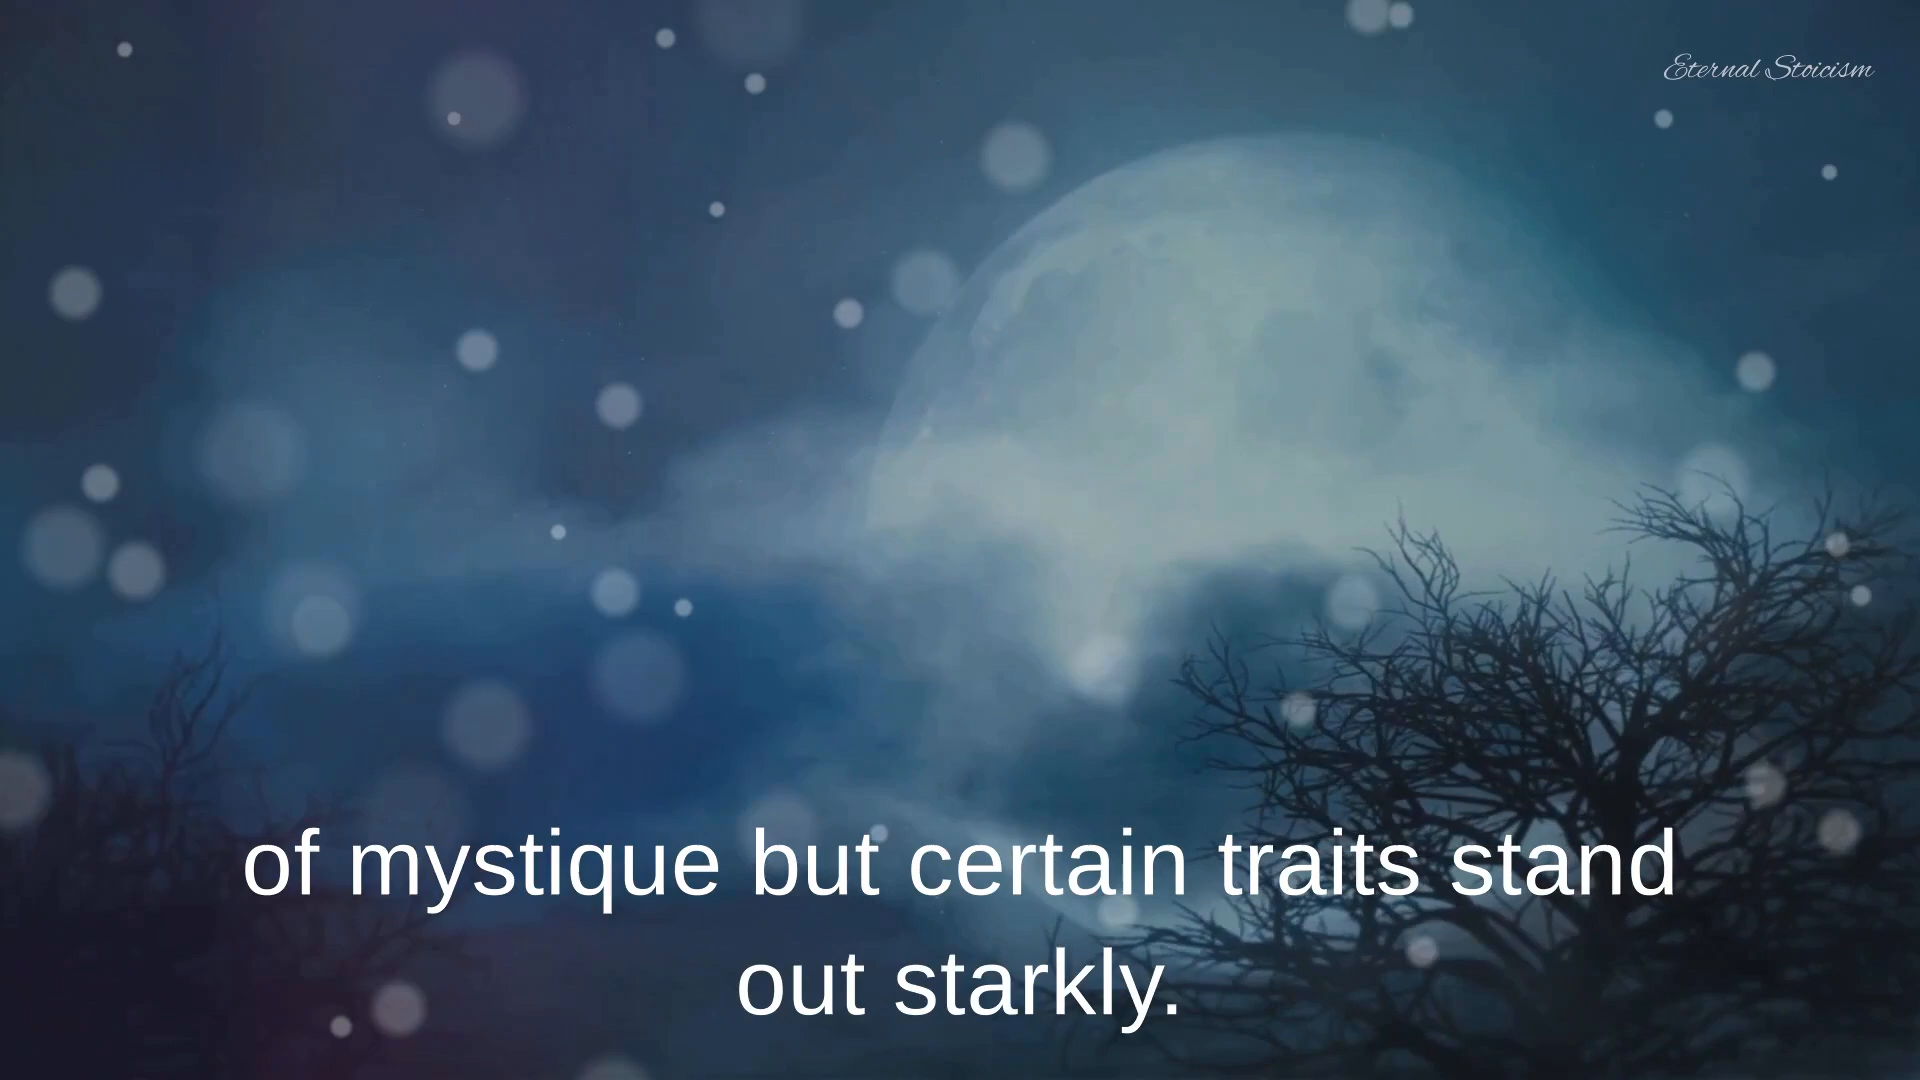 Eternal Stoicism
of mystique but certain traits stand
out starkly.